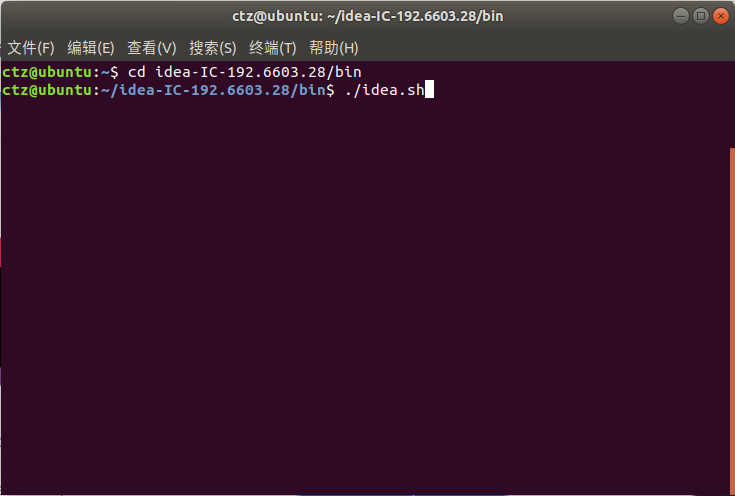 ctz@ubuntu: ~/idea-IC-192.6603.28/bin
文件(F) 编辑(E) 查看(V) 搜索(S) 终端(T) 帮助(H)
ctz@ubuntu:~$ cd idea-IC-192.6603.28/bin
ctz@ubuntu:~/idea-IC-192.6603.28/bin$ ./idea.sh